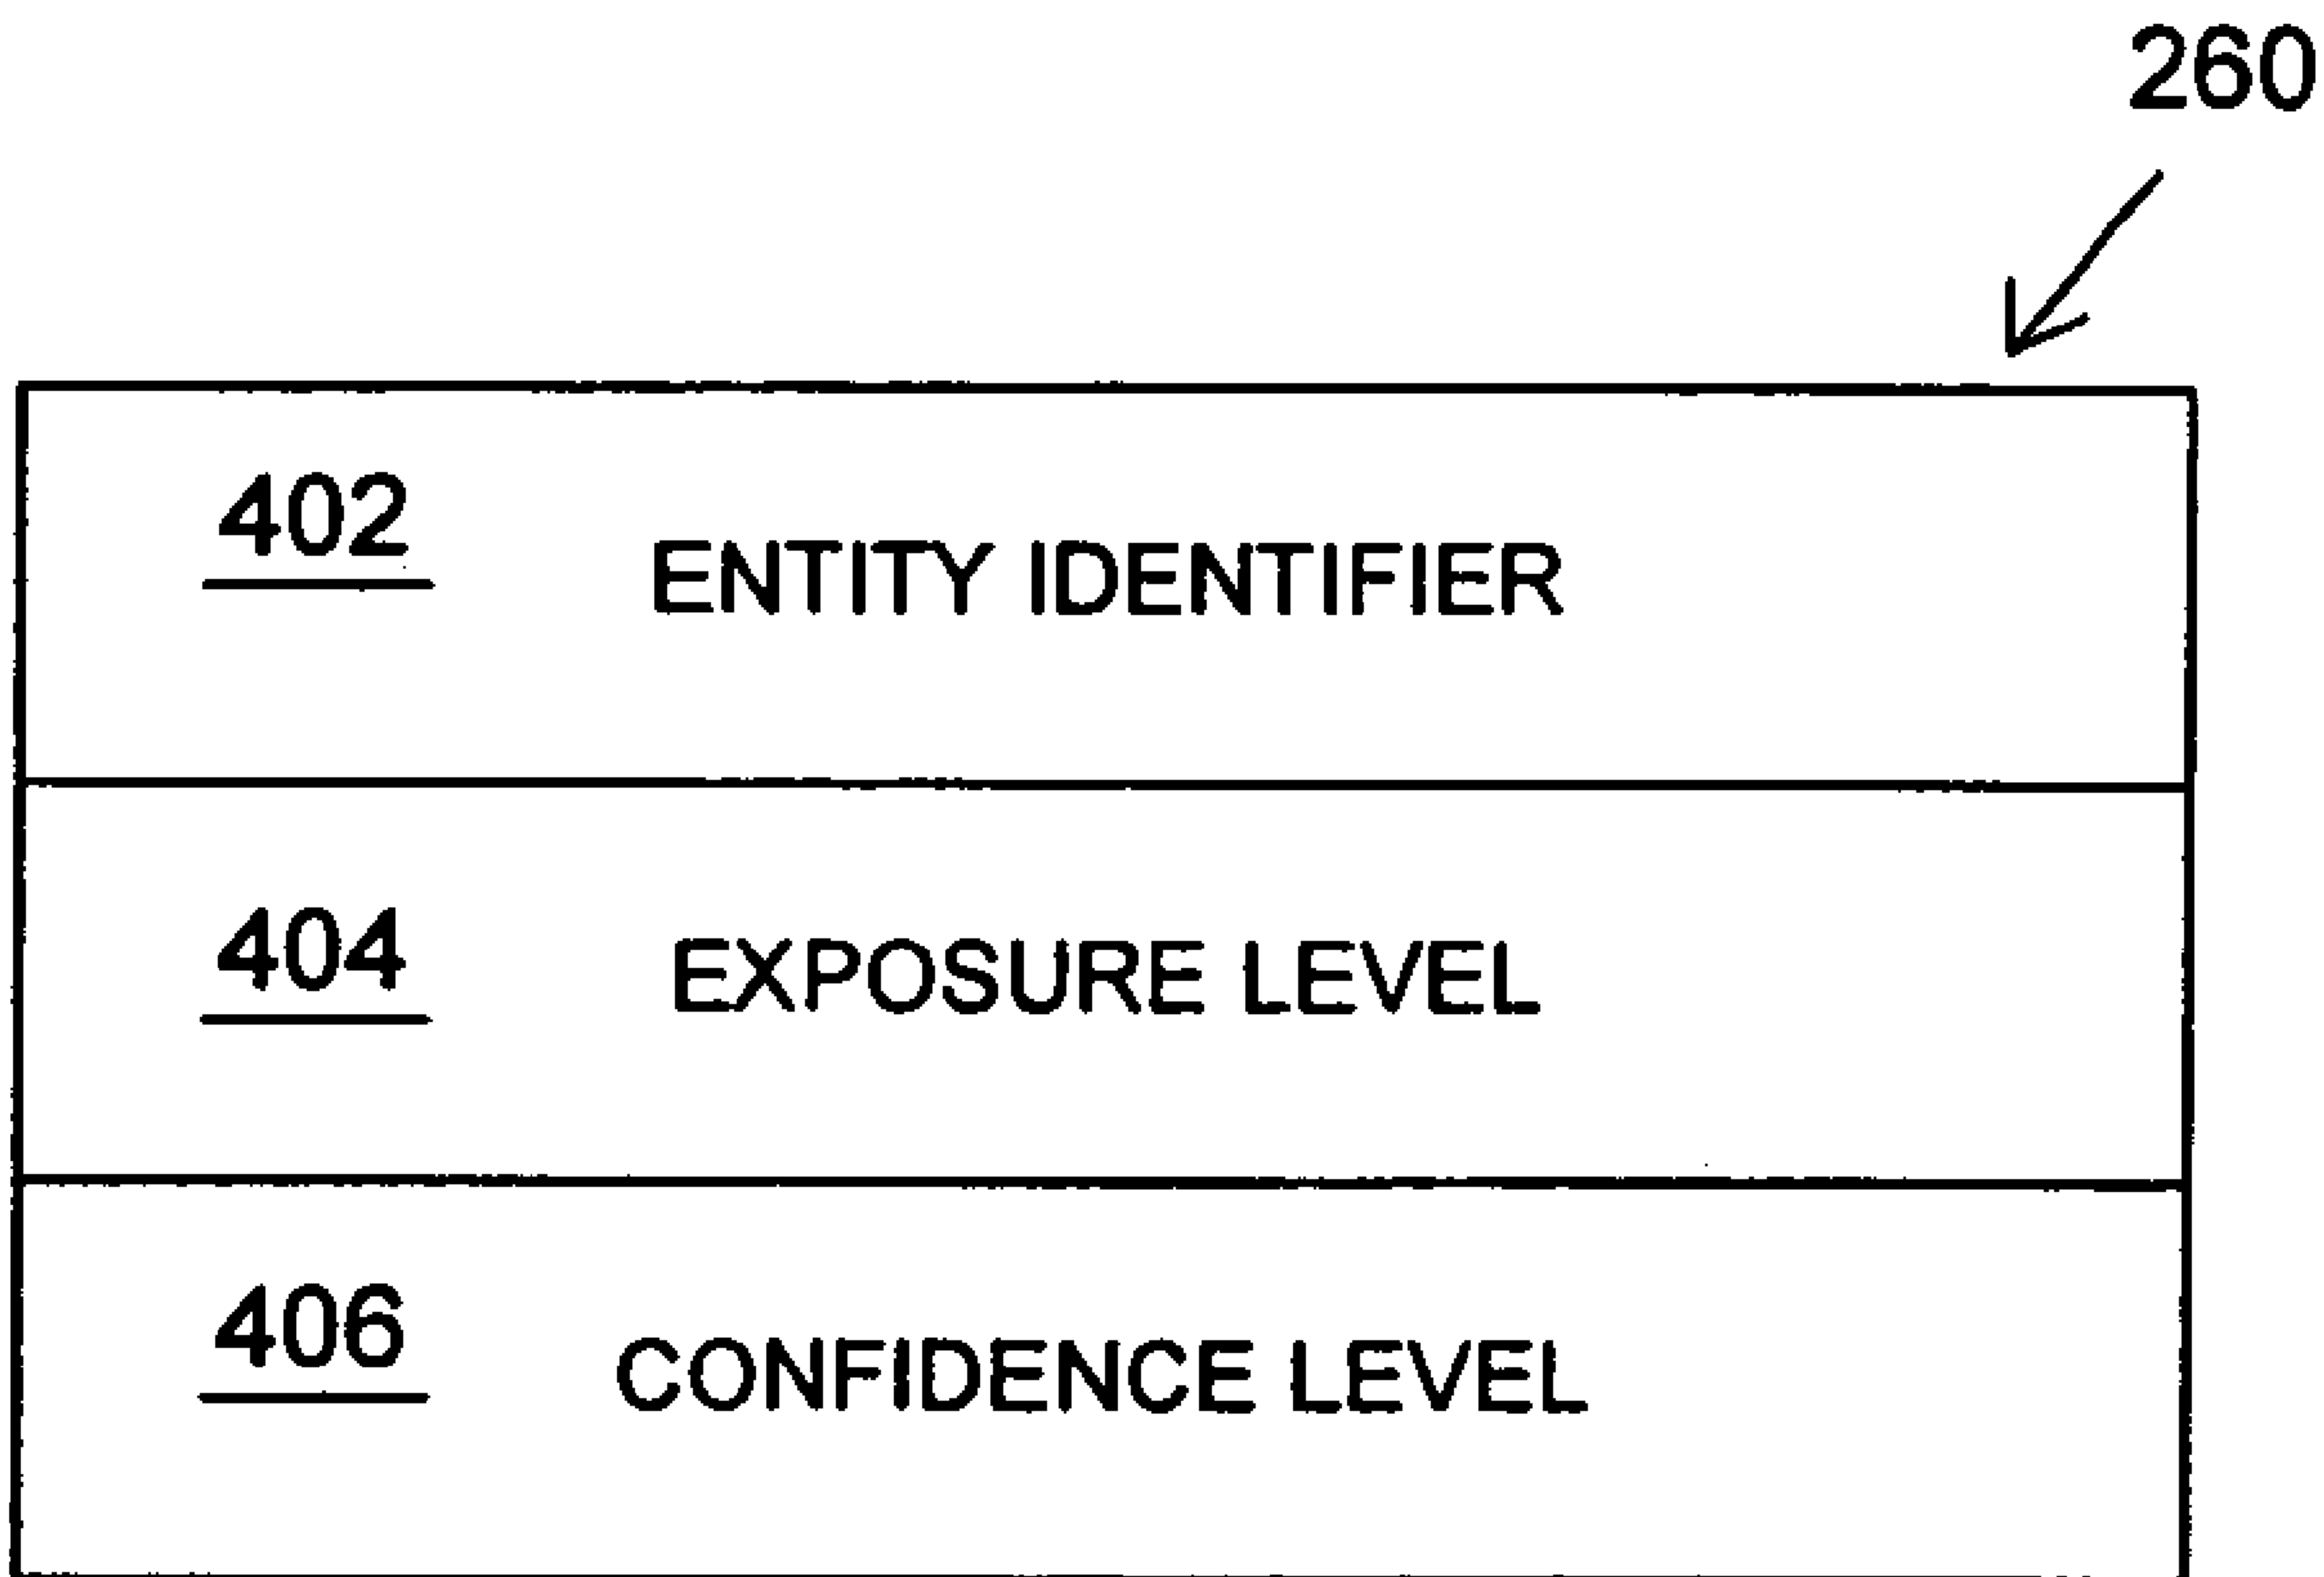 260
402
ENTITY IDENTIFIER
404
EXPOSURE LEVEL
406
CONFIDENCE LEVEL